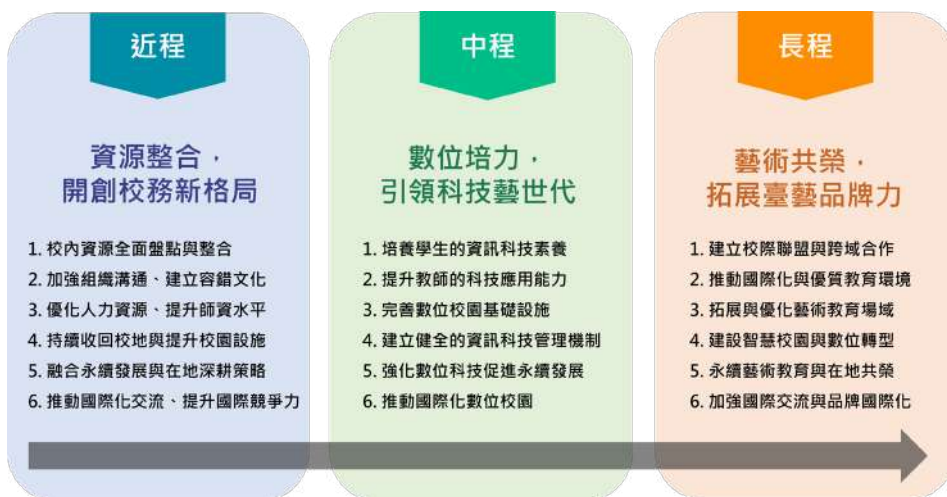 近程
資源整合，
開創校務新格局
1. 校內資源全面盤點與整合
2. 加強組織溝通、建立容錯文化
3. 優化人力資源、提升師資水平
4. 持續收回校地與提升校園設施
5. 融合永續發展與在地深耕策略
6. 推動國際化交流、提升國際競爭力
中程
數位培力，
引領科技藝世代
1. 培養學生的資訊科技素養
2. 提升教師的科技應用能力
3. 完善數位校園基礎設施
4. 建立健全的資訊科技管理機制
5. 強化數位科技促進永續發展
6. 推動國際化數位校園
長程
藝術共榮，
拓展臺藝品牌力
1. 建立校際聯盟與跨域合作
2. 推動國際化與優質教育環境
3. 拓展與優化藝術教育場域
4. 建設智慧校園與數位轉型
5. 永續藝術教育與在地共榮
6. 加強國際交流與品牌國際化